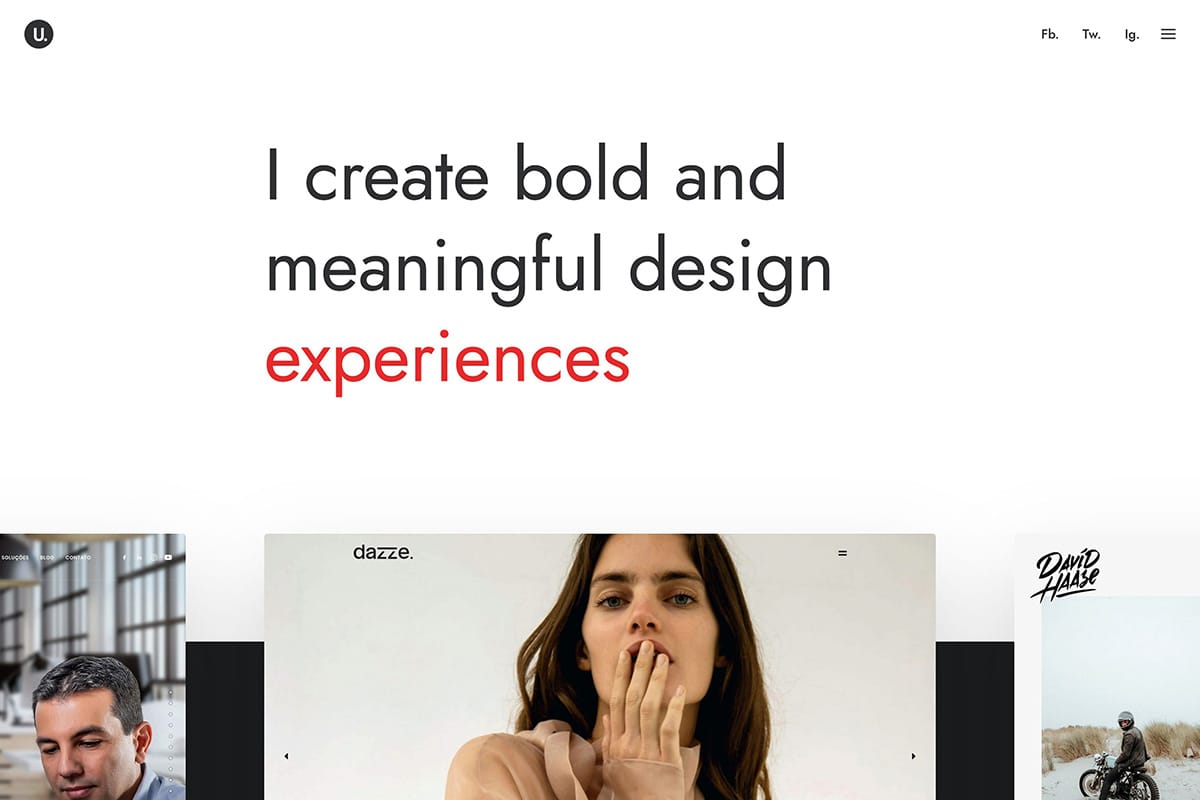 U.
Fb. Tw. Ig.
I create bold and
meaningful design
experiences
SOLUÇÕES BLOG CONTATO
dazze.
DAVID
HAASE